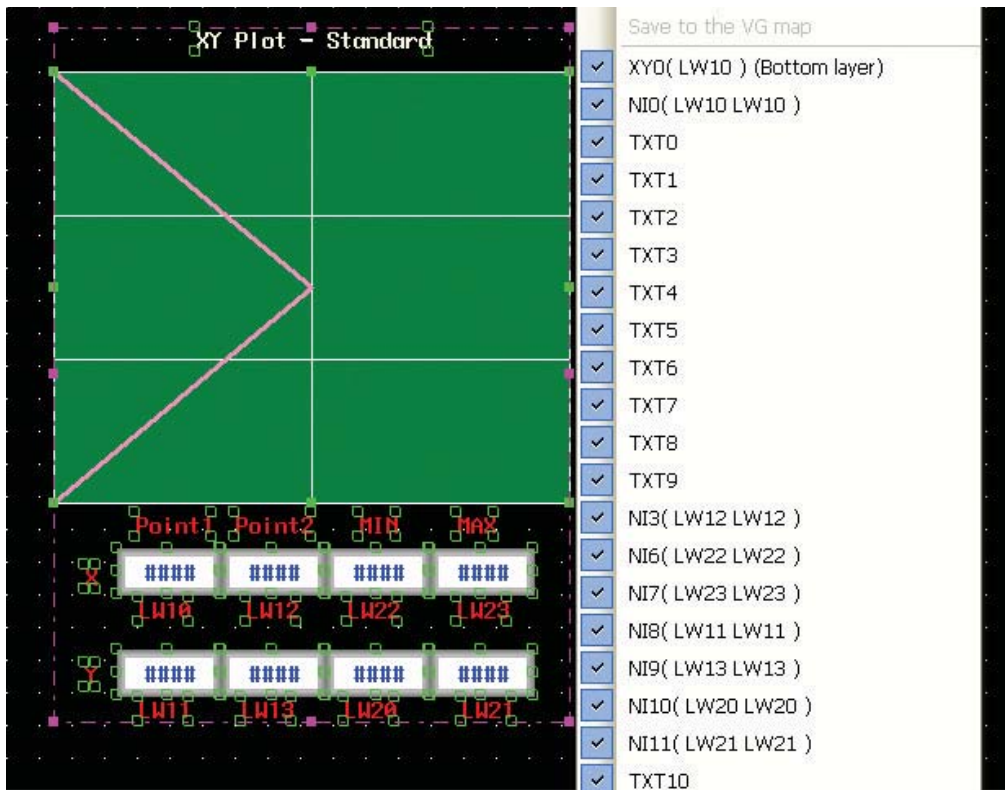 XY Plot - Standard
Point1 Point2 MIN MAX
X #### #### #### ####
LW10 LW12 LW22 LW23
Y #### #### #### ####
LW11 LW13 LW20 LW21
Save to the VG map
XY0( LW10 ) (Bottom layer)
NI0( LW10 LW10 )
TXT0
TXT1
TXT2
TXT3
TXT4
TXT5
TXT6
TXT7
TXT8
TXT9
NI3( LW12 LW12 )
NI6( LW22 LW22 )
NI7( LW23 LW23 )
NI8( LW11 LW11 )
NI9( LW13 LW13 )
NI10( LW20 LW20 )
NI11( LW21 LW21 )
TXT10